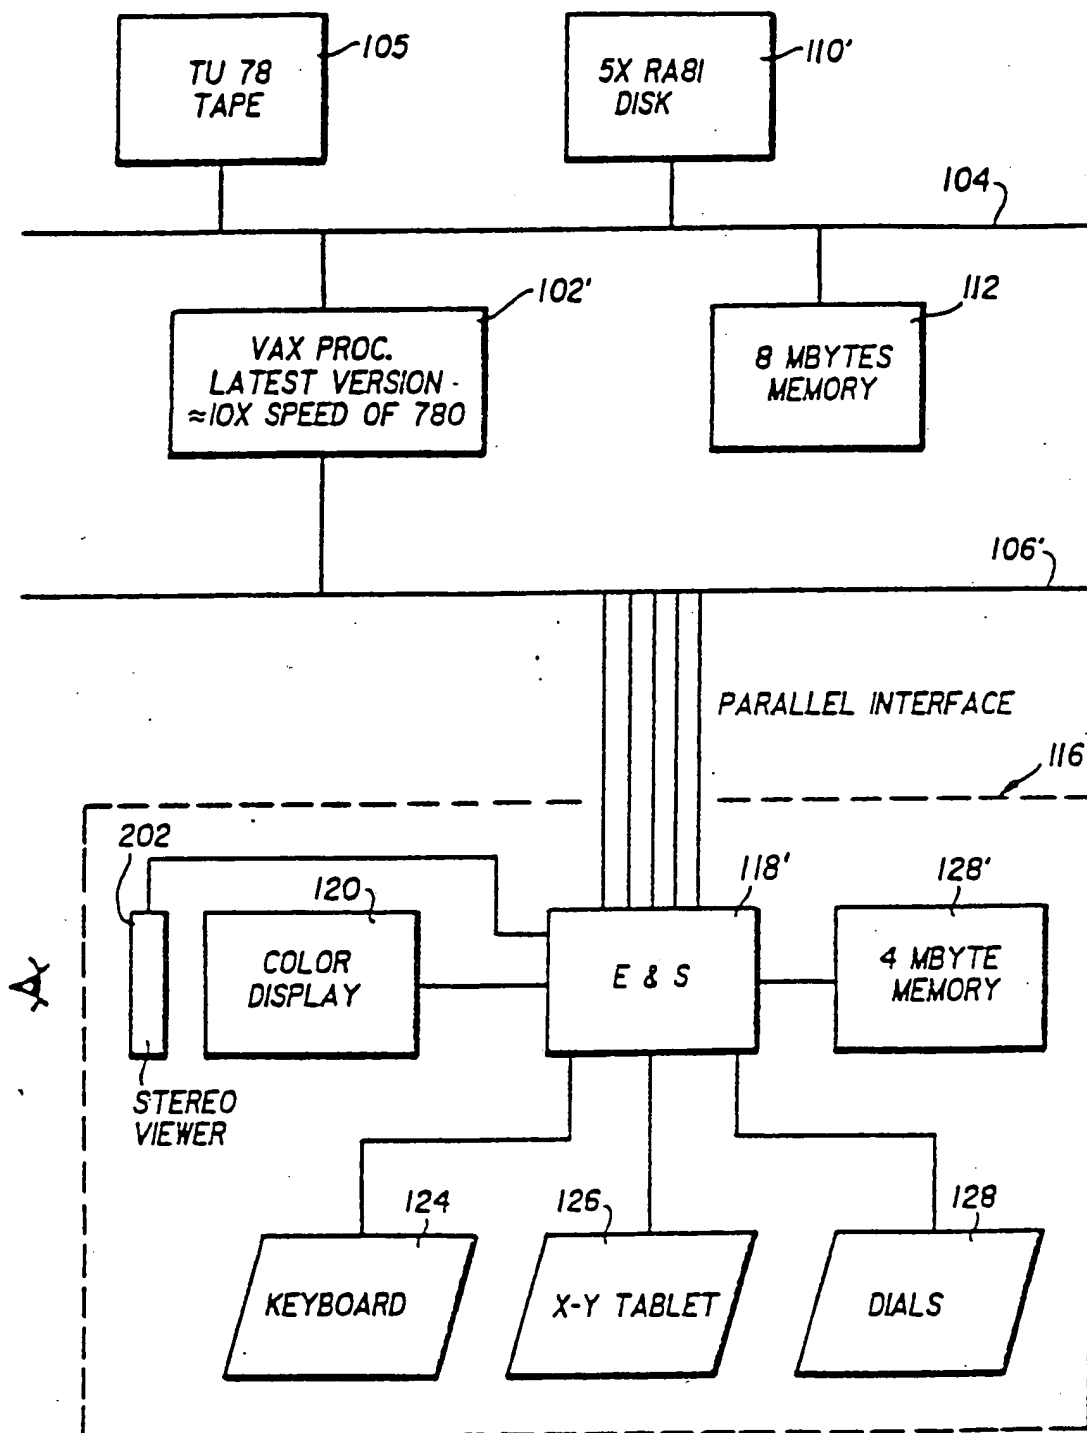 105
TU 78
TAPE
110'
5X RA81
DISK
104
102'
VAX PROC.
LATEST VERSION -
≈10X SPEED OF 780
112
8 MBYTES
MEMORY
106'
PARALLEL INTERFACE
116'
202
120
COLOR
DISPLAY
118'
E & S
128'
4 MBYTE
MEMORY
STEREO
VIEWER
124
KEYBOARD
126
X-Y TABLET
128
DIALS